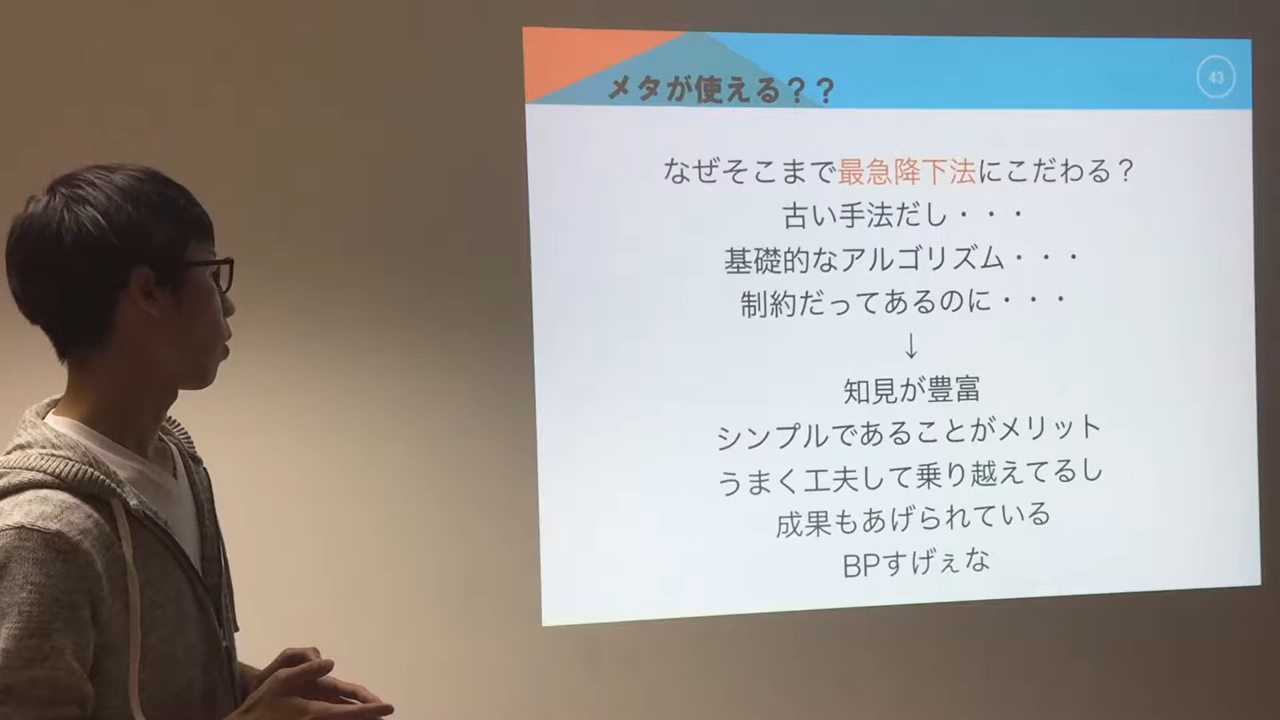 メタが使える？？
43
なぜそこまで最急降下法にこだわる？
古い手法だし・・・
基礎的なアルゴリズム・・・
制約だってあるのに・・・
↓
知見が豊富
シンプルであることがメリット
うまく工夫して乗り越えてるし
成果もあげられている
BPすげぇな